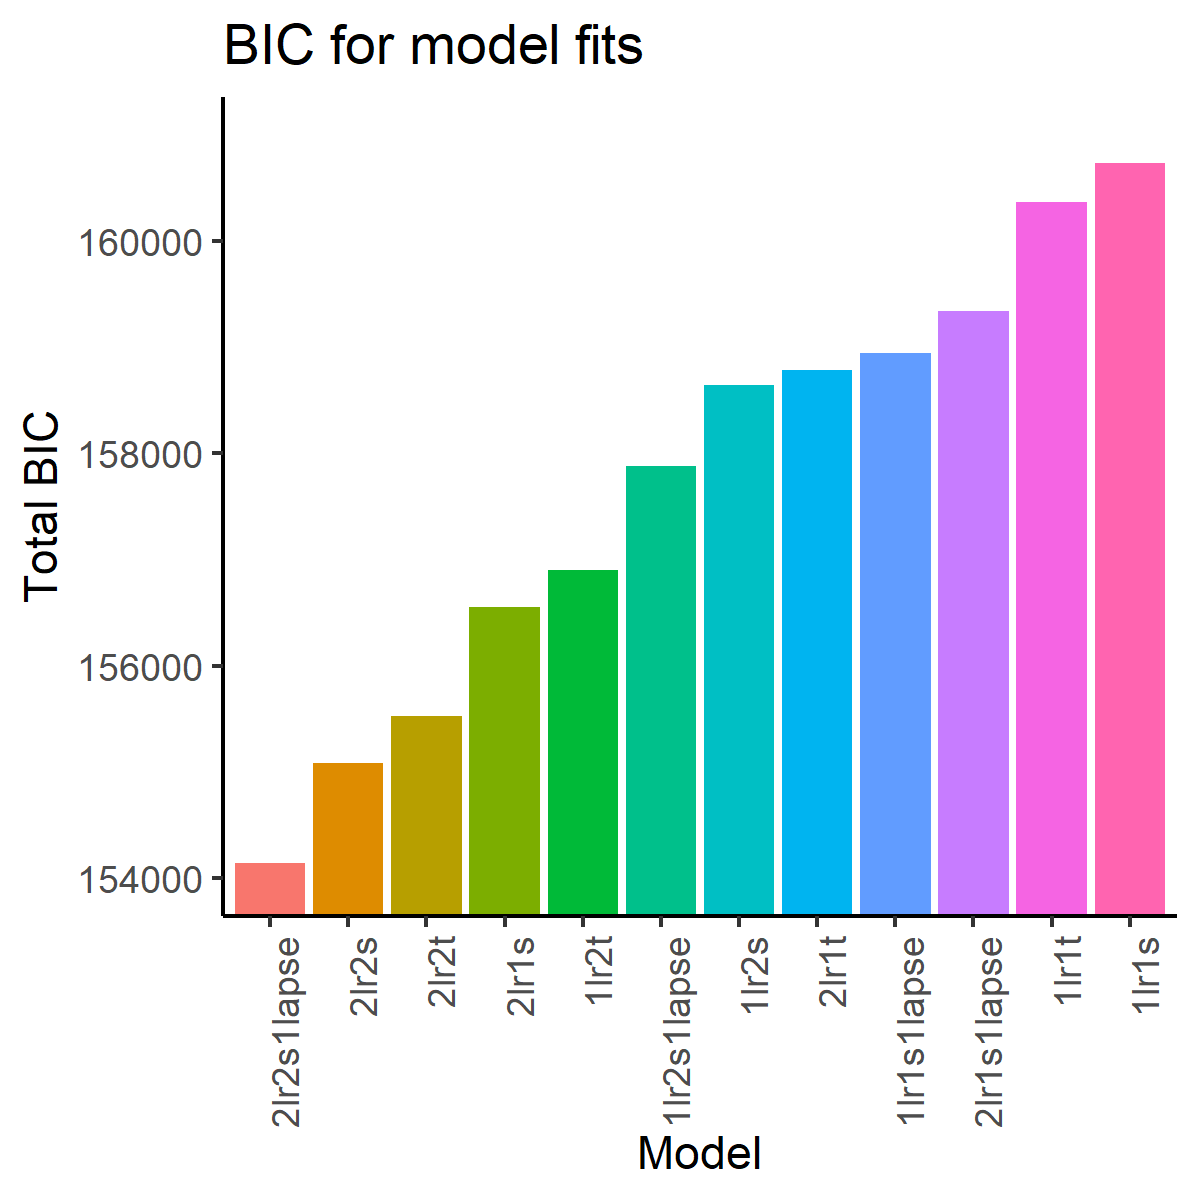 BIC for model fits
Total BIC
160000
158000
156000
154000
2lr2s1lapse
2lr2s
2lr2t
2lr1s
1lr2t
1lr2s1lapse
1lr2s
2lr1t
1lr1s1lapse
2lr1s1lapse
1lr1t
1lr1s
Model